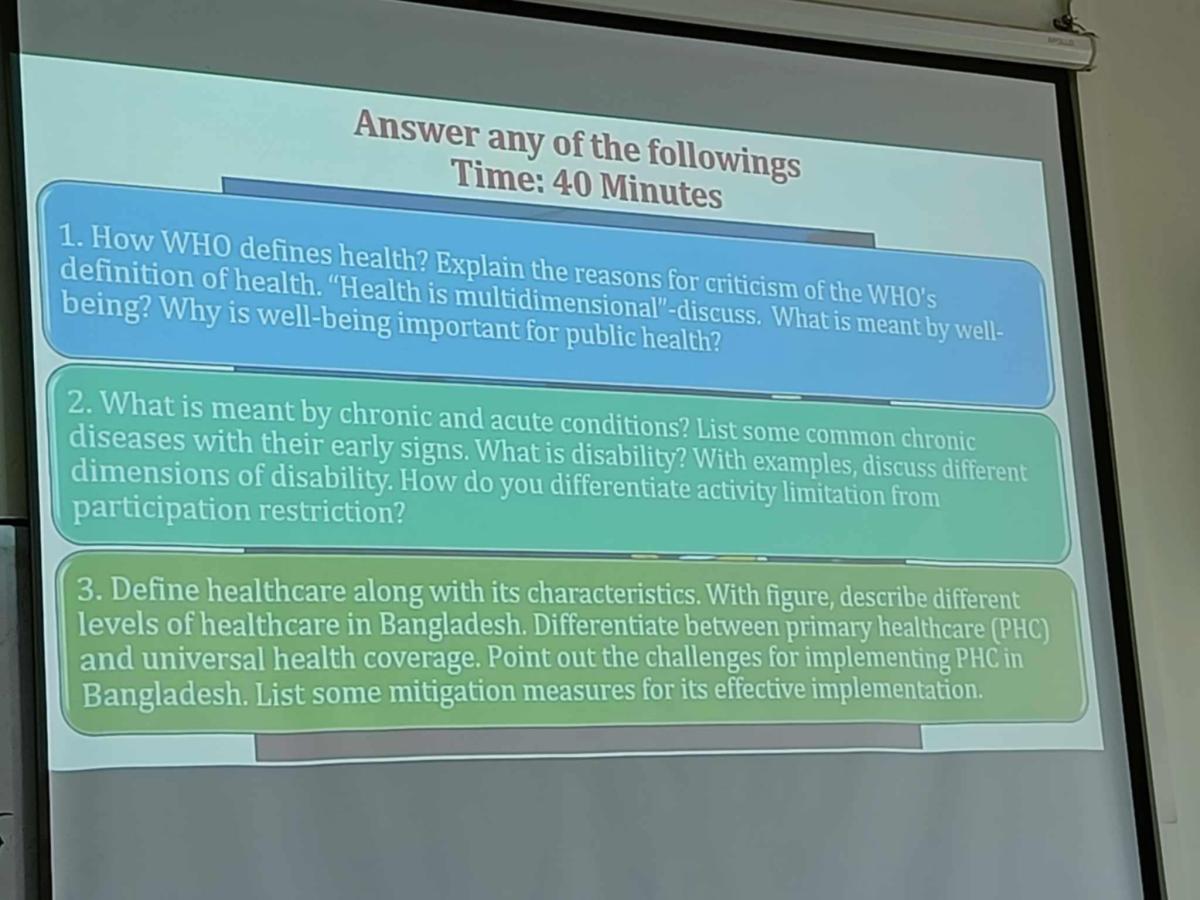 Answer any of the followings
Time: 40 Minutes
1. How WHO defines health? Explain the reasons for criticism of the WHO's
definition of health. "Health is multidimensional"-discuss. What is meant by well-
being? Why is well-being important for public health?
2. What is meant by chronic and acute conditions? List some common chronic
diseases with their early signs. What is disability? With examples, discuss different
dimensions of disability. How do you differentiate activity limitation from
participation restriction?
3. Define healthcare along with its characteristics. With figure, describe different
levels of healthcare in Bangladesh. Differentiate between primary healthcare (PHC)
and universal health coverage. Point out the challenges for implementing PHC in
Bangladesh. List some mitigation measures for its effective implementation.